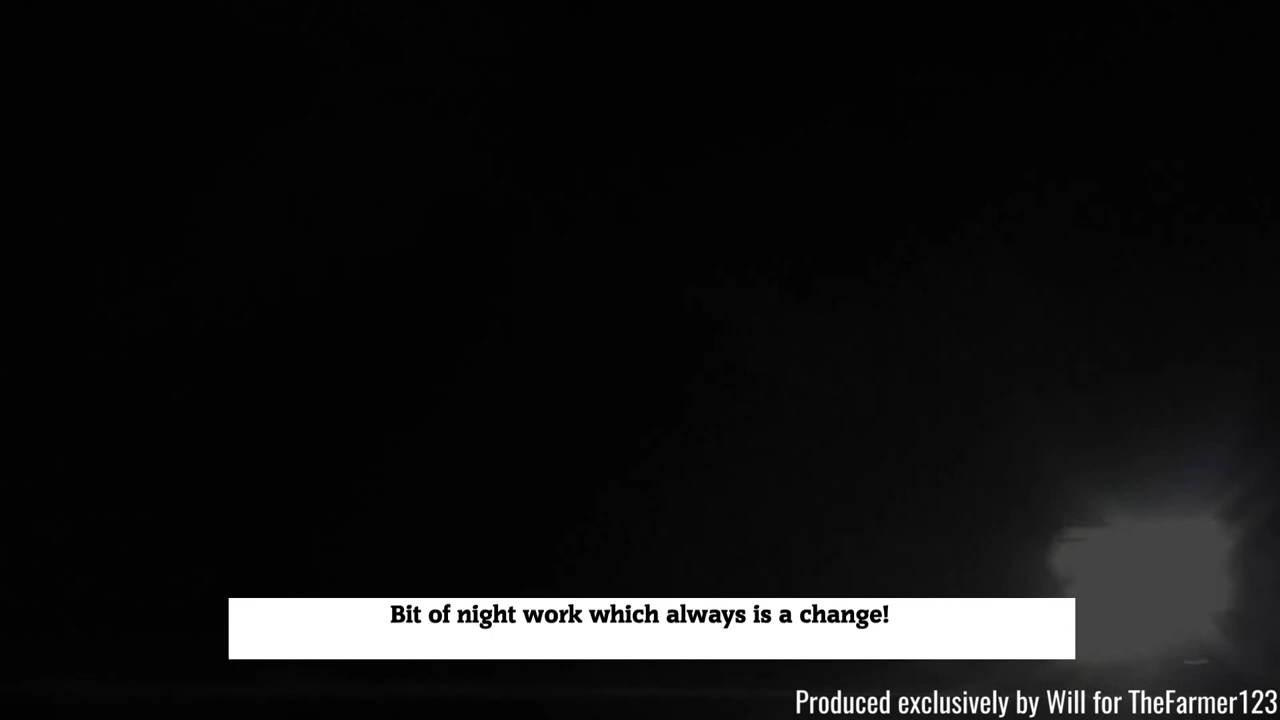 Bit of night work which always is a change!
Produced exclusively by Will for TheFarmer123